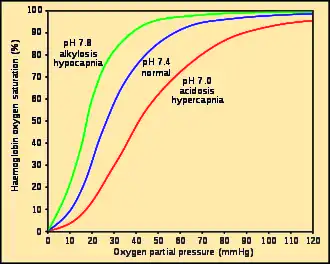 100
90
80
70
60
50
40
30
20
10
0
Haemoglobin oxygen saturation (%)
pH 7.8
alkylosis
hypocapnia
pH 7.4
normal
pH 7.0
acidosis
hypercapnia
0 10 20 30 40 50 60 70 80 90 100 110 120
Oxygen partial pressure (mmHg)